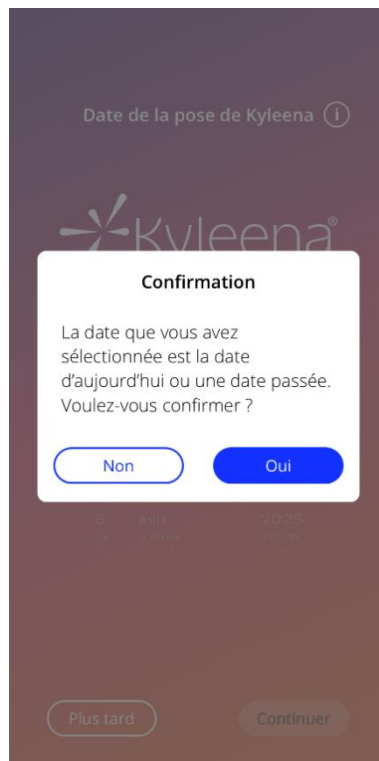 Date de la pose de Kyleena i
Kyleena®
Confirmation
La date que vous avez
sélectionnée est la date
d’aujourd’hui ou une date passée.
Voulez-vous confirmer ?
Non Oui
8 juin 2025
juillet 2026
Plus tard Continuer